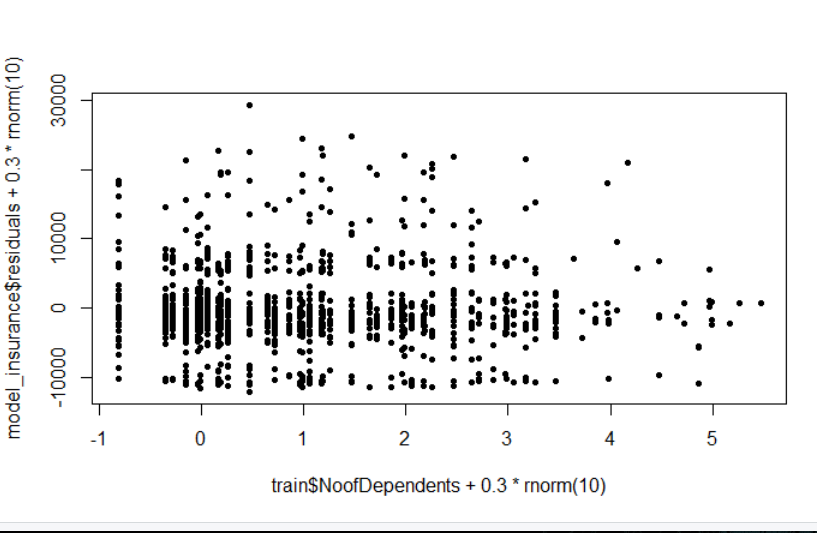 model_insurance$residuals + 0.3 * rnorm(10)
30000
10000
0
-10000
-1 0 1 2 3 4 5
train$NoofDependents + 0.3 * rnorm(10)